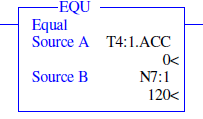 EQU
Equal
Source A T4:1.ACC
0<
Source B N7:1
120<